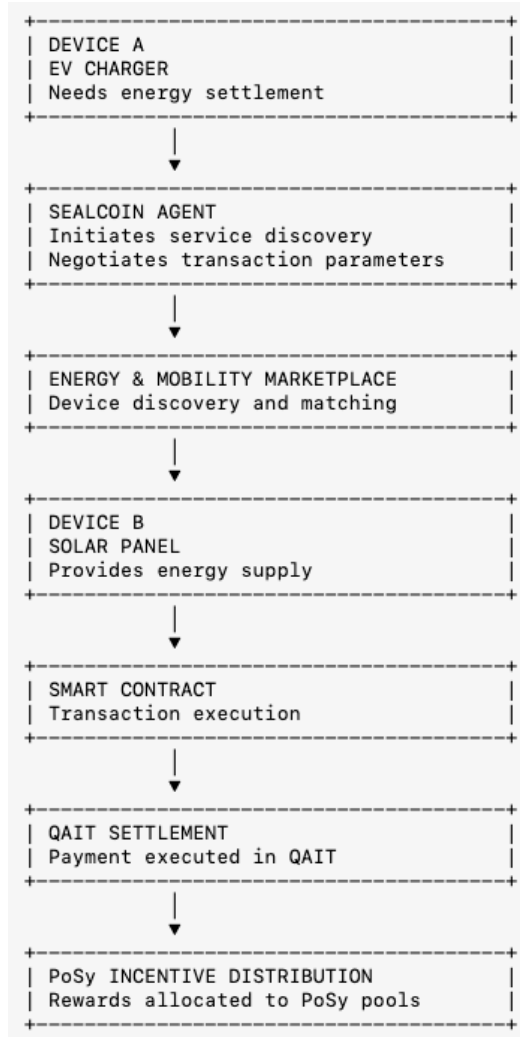 DEVICE A
EV CHARGER
Needs energy settlement
SEALCOIN AGENT
Initiates service discovery
Negotiates transaction parameters
ENERGY & MOBILITY MARKETPLACE
Device discovery and matching
DEVICE B
SOLAR PANEL
Provides energy supply
SMART CONTRACT
Transaction execution
QAIT SETTLEMENT
Payment executed in QAIT
PoSy INCENTIVE DISTRIBUTION
Rewards allocated to PoSy pools